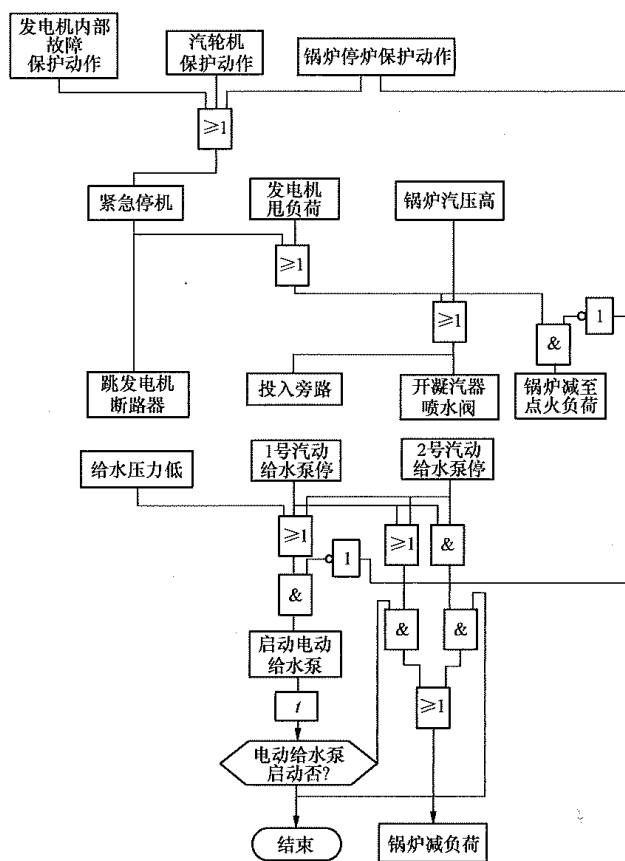 发电机内部
故障
保护动作
汽轮机
保护动作
锅炉停炉保护动作
≥1
紧急停机
发电机
甩负荷
锅炉汽压高
≥1
≥1
&
1
跳发电机
断路器
投入旁路
开凝汽器
喷水阀
锅炉减至
点火负荷
给水压力低
1号汽动
给水泵停
2号汽动
给水泵停
≥1
≥1
&
1
&
&
&
启动电动
给水泵
≥1
t
电动给水泵
启动否?
结束
锅炉减负荷